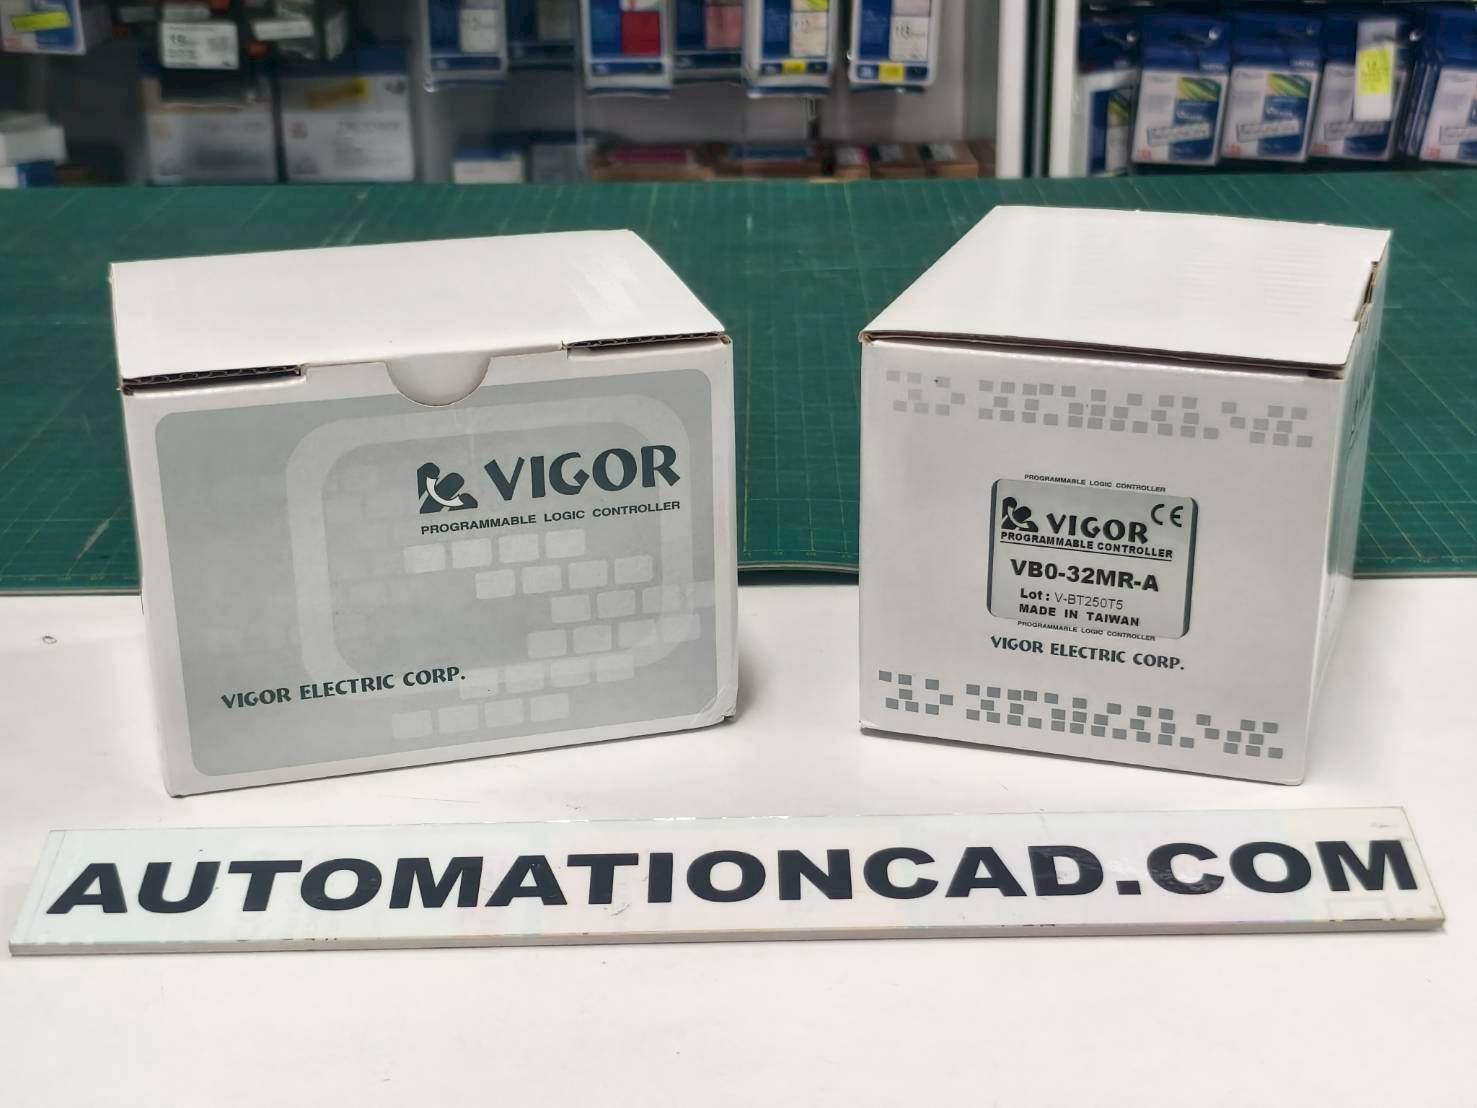 VIGOR
PROGRAMMABLE LOGIC CONTROLLER
VIGOR ELECTRIC CORP.
PROGRAMMABLE LOGIC CONTROLLER
VIGOR CE
PROGRAMMABLE CONTROLLER
VB0-32MR-A
Lot: V-BT250T5
MADE IN TAIWAN
PROGRAMMABLE LOGIC CONTROLLER
VIGOR ELECTRIC CORP.
AUTOMATIONCAD.COM